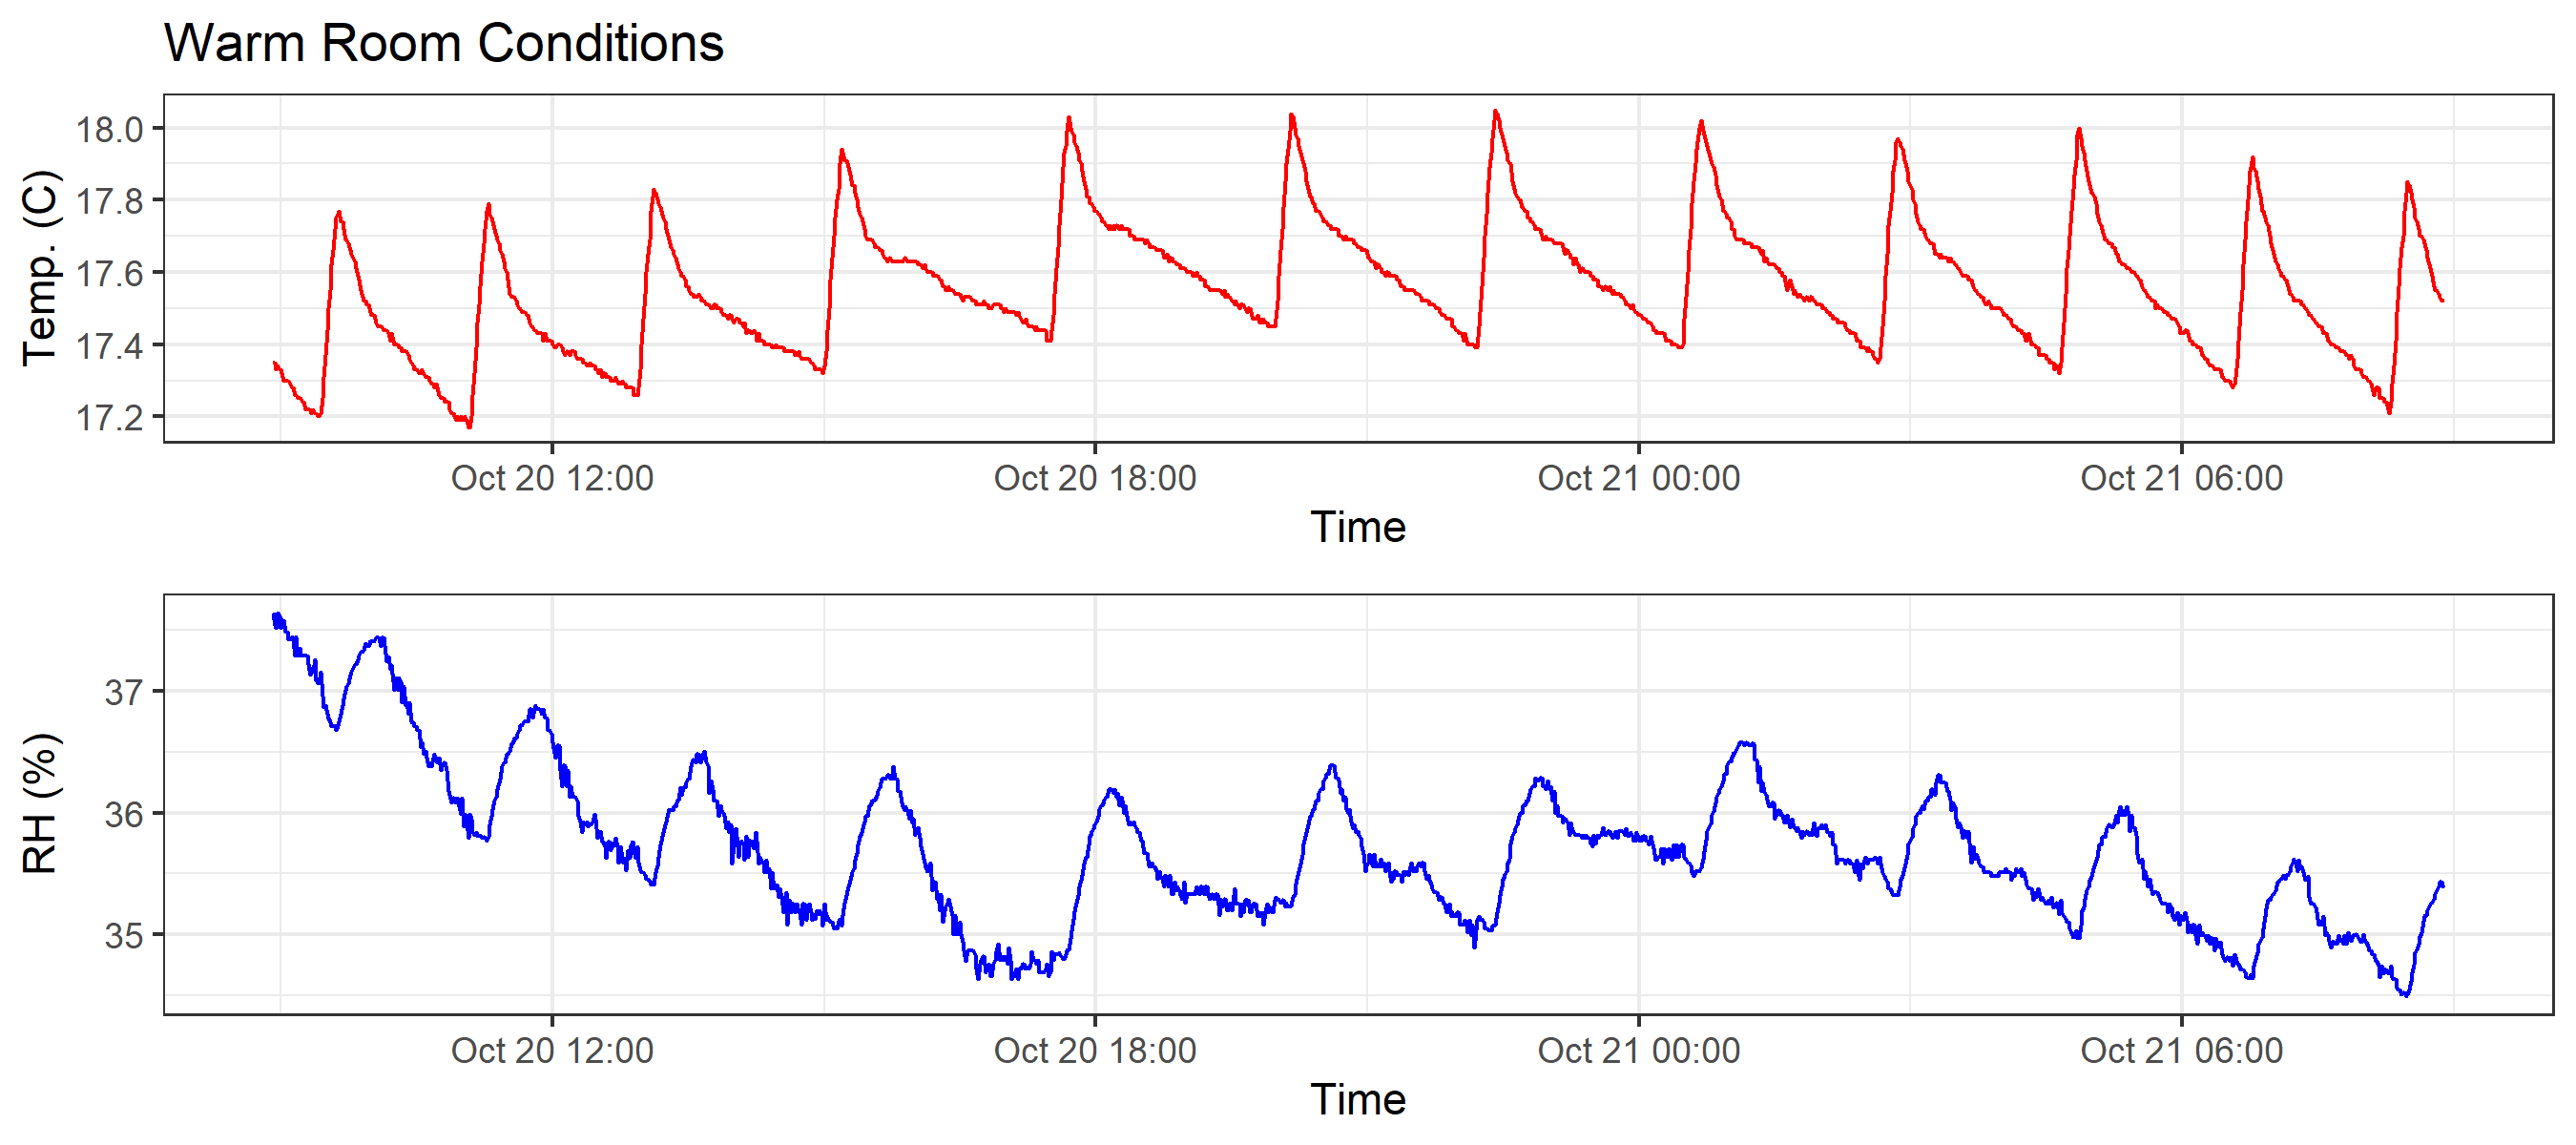 Warm Room Conditions
Temp. (C)
18.0
17.8
17.6
17.4
17.2
Oct 20 12:00 Oct 20 18:00 Oct 21 00:00 Oct 21 06:00
Time
RH (%)
37
36
35
Oct 20 12:00 Oct 20 18:00 Oct 21 00:00 Oct 21 06:00
Time